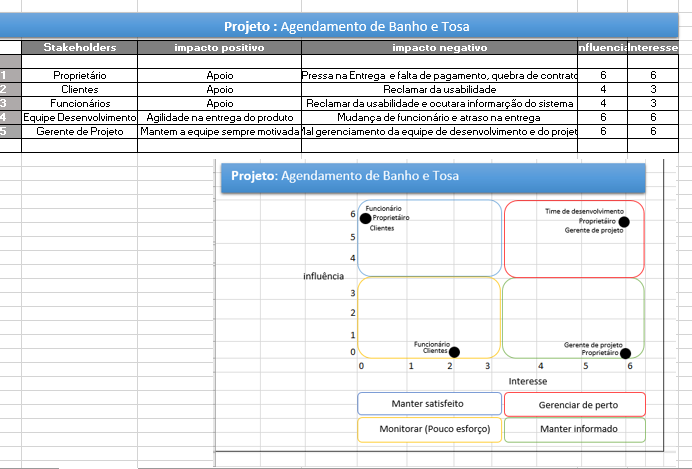 Projeto : Agendamento de Banho e Tosa
Stakeholders impacto positivo impacto negativo nfluencia Interesse
1 Proprietário Apoio Pressa na Entrega e falta de pagamento, quebra de contrato 6 6
2 Clientes Apoio Reclamar da usabilidade 4 3
3 Funcionários Apoio Reclamar da usabilidade e ocutara informarção do sistema 4 3
4 Equipe Desenvolvimento Agilidade na entrega do produto Mudança de funcionário e atraso na entrega 6 6
5 Gerente de Projeto Mantem a equipe sempre motivada Mal gerenciamento da equipe de desenvolvimento e do projet 6 6
Projeto: Agendamento de Banho e Tosa
Funcionário
Proprietáiro
Clientes
Time de desenvolvimento
Proprietáiro
Gerente de projeto
6
5
4
influência
3
2
1
0
Funcionário
Clientes
Gerente de projeto
Proprietáiro
0 1 2 3 4 5 6
Interesse
Manter satisfeito Gerenciar de perto
Monitorar (Pouco esforço) Manter informado